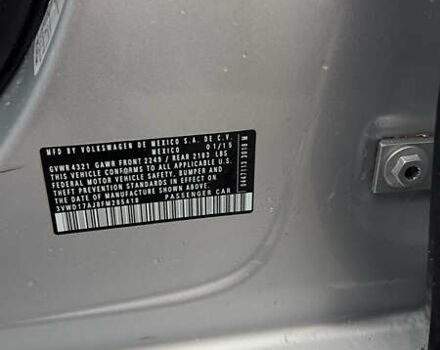 MFD BY VOLKSWAGEN DE MEXICO S.A. DE C.V.
MEXICO 01/15
GVWR 4321 GAWR FRONT 2249 / REAR 2183 LBS
THIS VEHICLE CONFORMS TO ALL APPLICABLE U.S.
FEDERAL MOTOR VEHICLE SAFETY, BUMPER AND
THEFT PREVENTION STANDARDS IN EFFECT
ON THE DATE OF MANUFACTURE SHOWN ABOVE
PASSENGER CAR